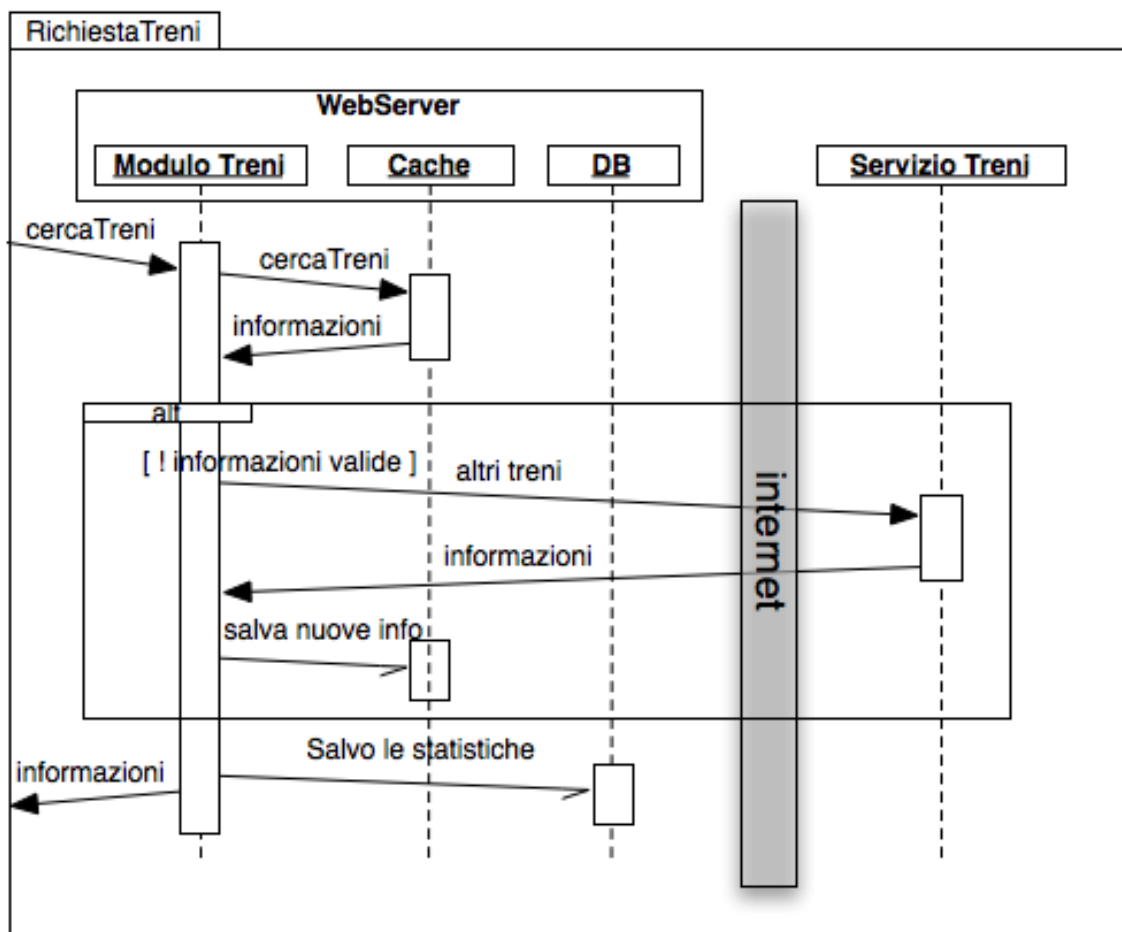 RichiestaTreni
WebServer
Modulo Treni
Cache
DB
Servizio Treni
cercaTreni
cercaTreni
informazioni
alt
[ ! informazioni valide ]
altri treni
internet
informazioni
salva nuove info
Salvo le statistiche
informazioni